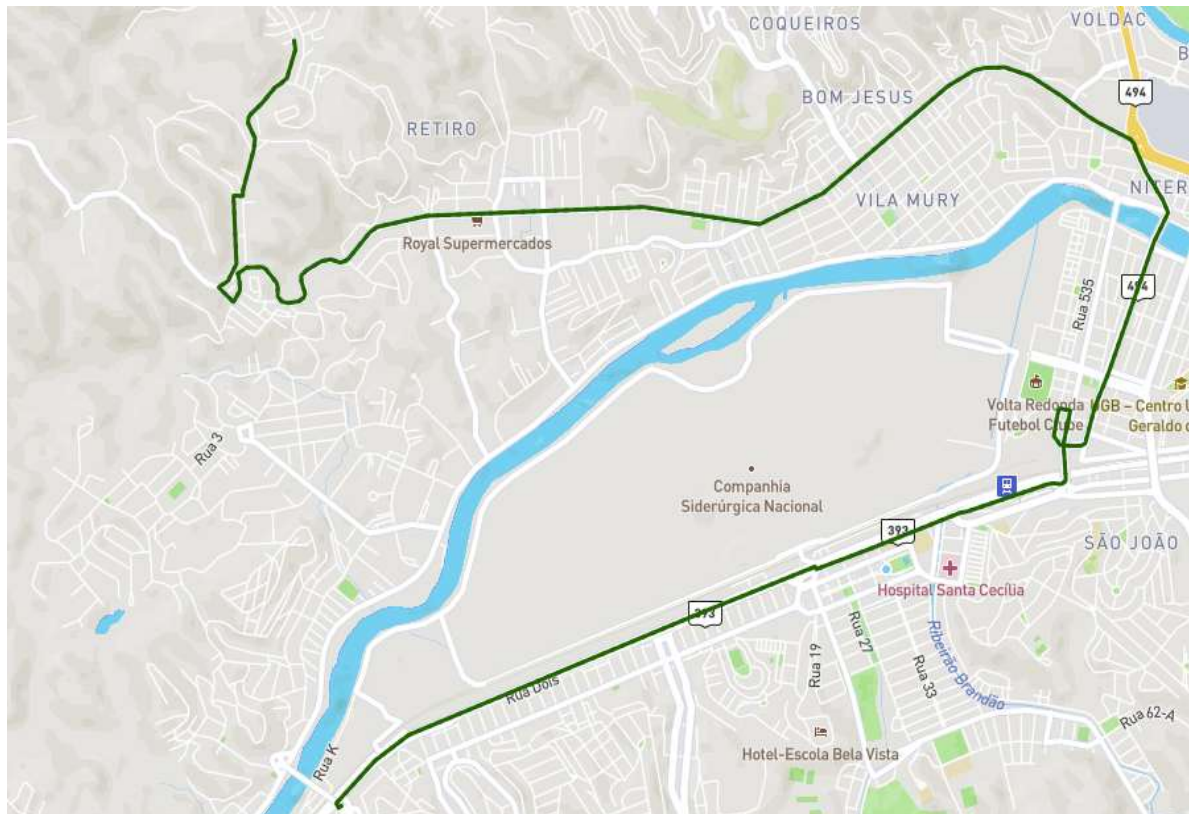 COQUEIROS
VOLDAC
B
494
BOM JESUS
RETIRO
VILA MURY
NITER
Royal Supermercados
494
Rua 535
Volta Redonda
Futebol Clube
UGB – Centro U
Geraldo d
Rua 3
Companhia
Siderúrgica Nacional
393
SÃO JOÃO
Hospital Santa Cecília
393
Rua 19
Rua 27
Rua 33
Ribeirão Brandão
Rua Dois
Rua 62-A
Rua K
Hotel-Escola Bela Vista